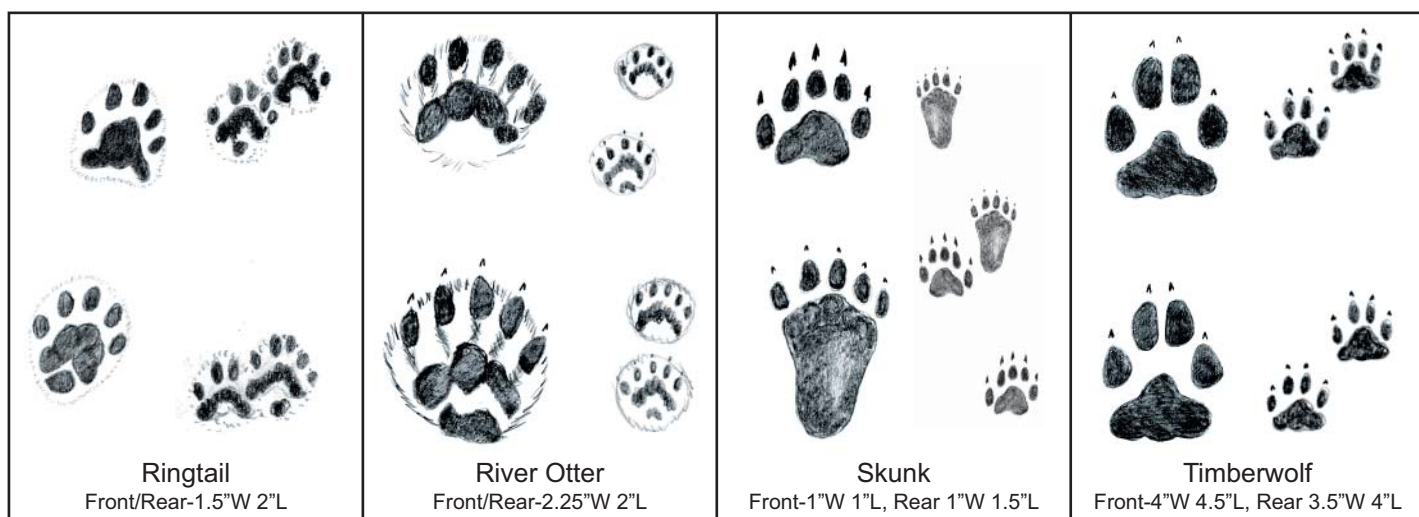 Ringtail
Front/Rear-1.5”W 2”L
River Otter
Front/Rear-2.25”W 2”L
Skunk
Front-1”W 1”L, Rear 1”W 1.5”L
Timberwolf
Front-4”W 4.5”L, Rear 3.5”W 4”L